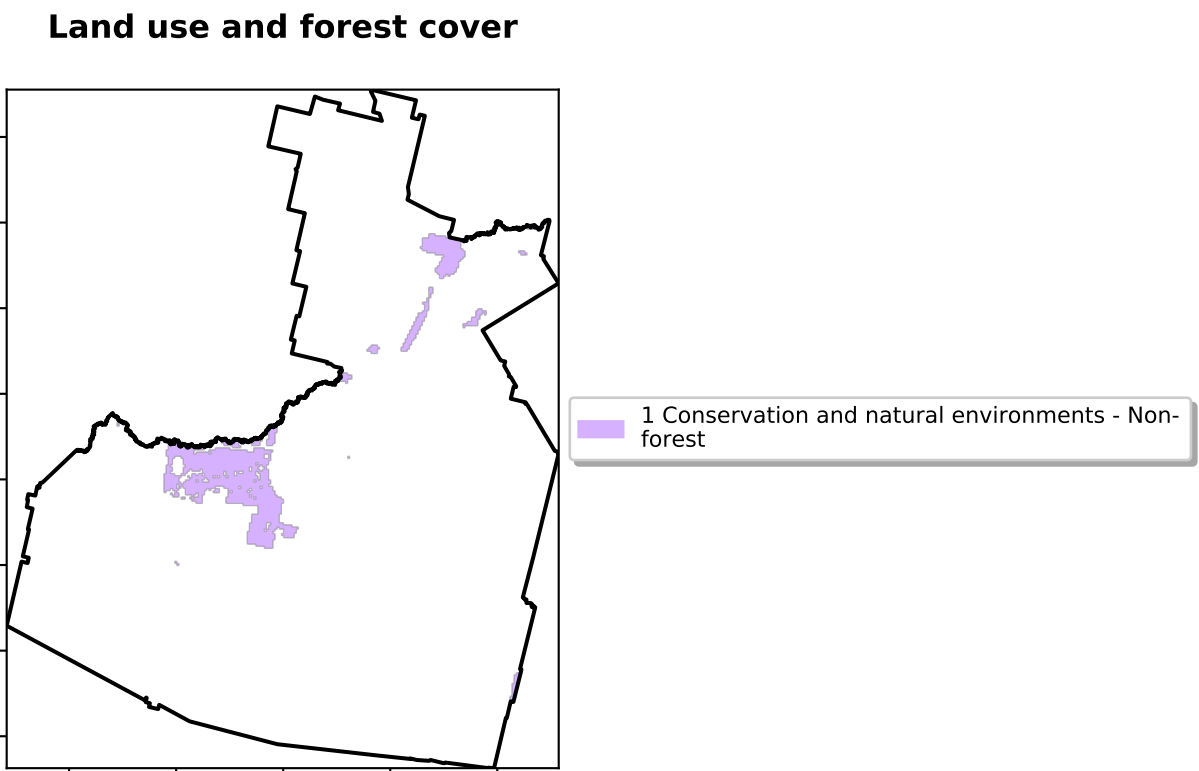 Land use and forest cover
1 Conservation and natural environments - Non-
forest